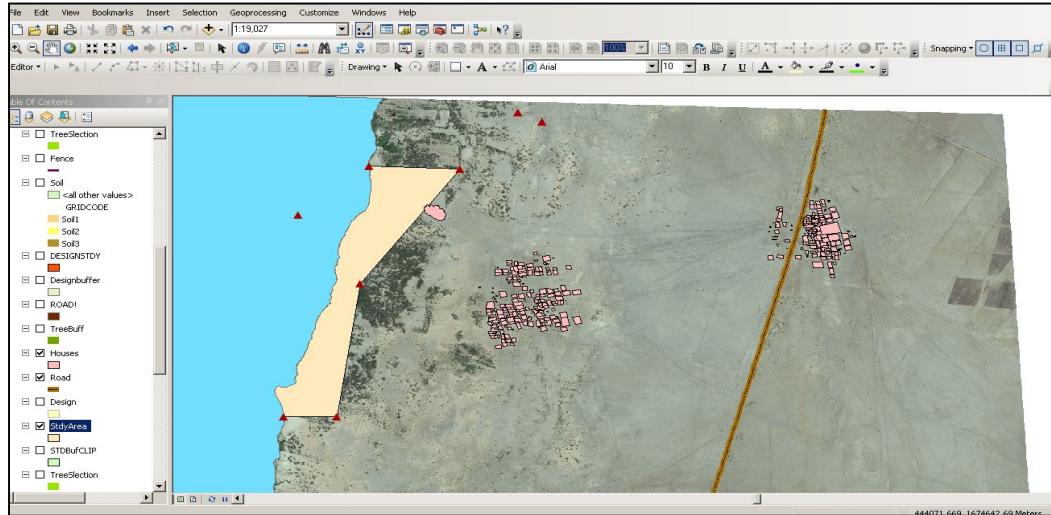 File Edit View Bookmarks Insert Selection Geoprocessing Customize Windows Help
1:19,027
100%
Snapping
Editor Drawing A Arial 10 B I U A
Table Of Contents
TreeSlection
Fence
Soil
<all other values>
GRIDCODE
Soil1
Soil2
Soil3
DESIGNSTDY
Designbuffer
ROAD!
TreeBuff
Houses
Road
Design
StdyArea
STDBufCLIP
TreeSlection
444071.669 1674642.69 Meters